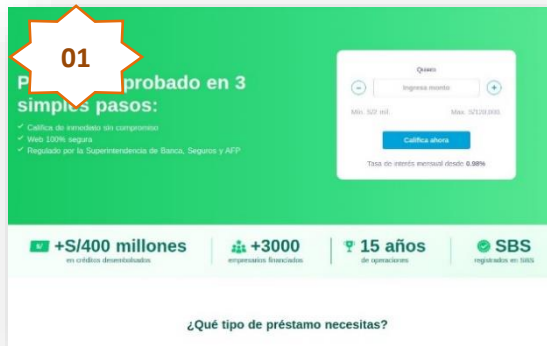 01
probado en 3
simples pasos:
Califica de inmediato sin compromiso
Web 100% segura
Regulado por la Superintendencia de Banca, Seguros y AFP
Quiero
Ingresa monto
Mín. S/2 mil.
Max. S/120,000.
Califica ahora
Tasa de interés mensual desde 0.98%
+S/400 millones
en créditos desembolsados
+3000
empresarios financiados
15 años
de operaciones
SBS
registrados en SBS
¿Qué tipo de préstamo necesitas?